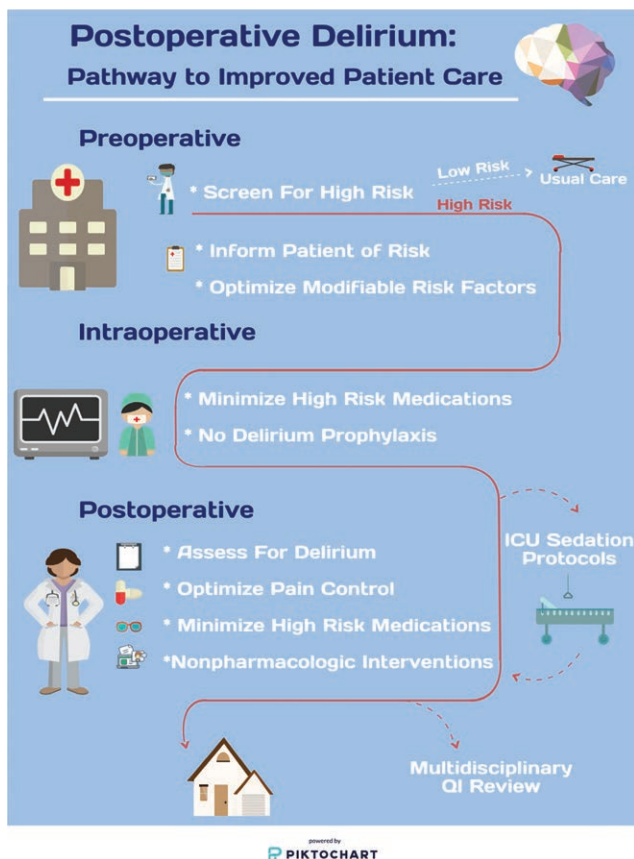 Postoperative Delirium:
Pathway to Improved Patient Care
Preoperative
* Screen For High Risk
Low Risk
High Risk
Usual Care
* Inform Patient of Risk
* Optimize Modifiable Risk Factors
Intraoperative
* Minimize High Risk Medications
* No Delirium Prophylaxis
Postoperative
* Assess For Delirium
* Optimize Pain Control
* Minimize High Risk Medications
*Nonpharmacologic Interventions
ICU Sedation
Protocols
Multidisciplinary
QI Review
powered by
PIKTOCHART